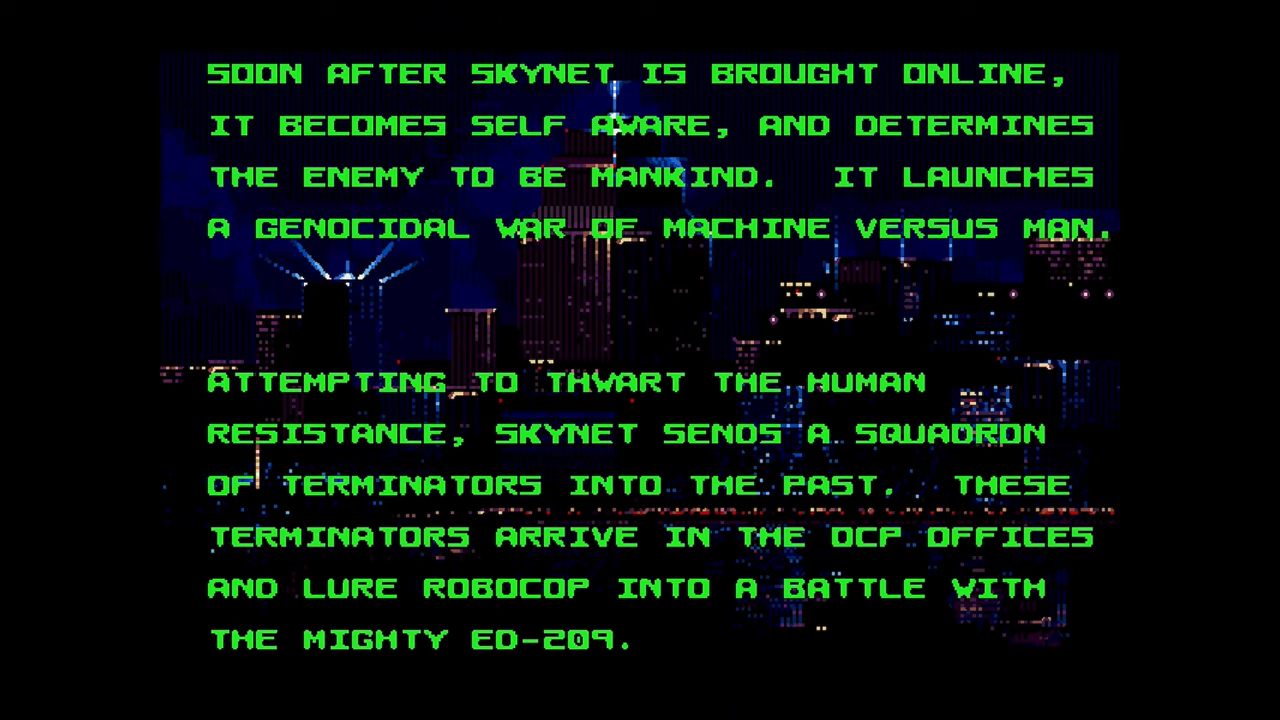 SOON AFTER SKYNET IS BROUGHT ONLINE,
IT BECOMES SELF AWARE, AND DETERMINES
THE ENEMY TO BE MANKIND.  IT LAUNCHES
A GENOCIDAL WAR OF MACHINE VERSUS MAN.
ATTEMPTING TO THWART THE HUMAN
RESISTANCE, SKYNET SENDS A SQUADRON
OF TERMINATORS INTO THE PAST.  THESE
TERMINATORS ARRIVE IN THE OCP OFFICES
AND LURE ROBOCOP INTO A BATTLE WITH
THE MIGHTY ED-209.